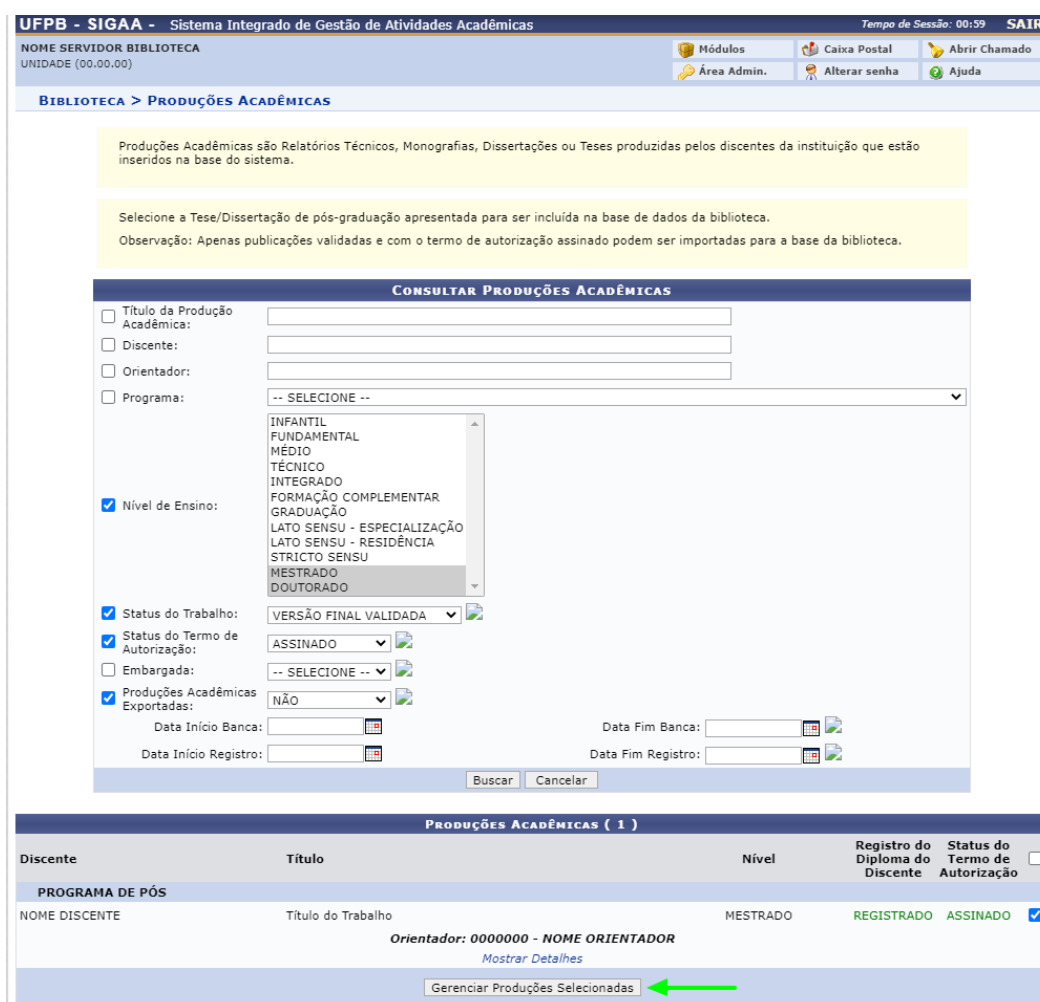 UFPB - SIGAA - Sistema Integrado de Gestão de Atividades Acadêmicas Tempo de Sessão: 00:59 SAIR
NOME SERVIDOR BIBLIOTECA Módulos Caixa Postal Abrir Chamado
UNIDADE (00.00.00) Área Admin. Alterar senha Ajuda
BIBLIOTECA > PRODUÇÕES ACADÊMICAS
Produções Acadêmicas são Relatórios Técnicos, Monografias, Dissertações ou Teses produzidas pelos discentes da instituição que estão
inseridos na base do sistema.
Selecione a Tese/Dissertação de pós-graduação apresentada para ser incluída na base de dados da biblioteca.
Observação: Apenas publicações validadas e com o termo de autorização assinado podem ser importadas para a base da biblioteca.
CONSULTAR PRODUÇÕES ACADÊMICAS
Título da Produção
Acadêmica:
Discente:
Orientador:
Programa: -- SELECIONE --
INFANTIL
FUNDAMENTAL
MÉDIO
TÉCNICO
INTEGRADO
FORMAÇÃO COMPLEMENTAR
Nível de Ensino: GRADUAÇÃO
LATO SENSU - ESPECIALIZAÇÃO
LATO SENSU - RESIDÊNCIA
STRICTO SENSU
MESTRADO
DOUTORADO
Status do Trabalho: VERSÃO FINAL VALIDADA
Status do Termo de
Autorização: ASSINADO
Embargada: -- SELECIONE --
Produções Acadêmicas
Exportadas: NÃO
Data Início Banca: Data Fim Banca:
Data Início Registro: Data Fim Registro:
Buscar Cancelar
PRODUÇÕES ACADÊMICAS ( 1 )
Discente Título Nível Registro do Diploma do Discente Status do Termo de Autorização
PROGRAMA DE PÓS
NOME DISCENTE Título do Trabalho MESTRADO REGISTRADO ASSINADO
Orientador: 0000000 - NOME ORIENTADOR
Mostrar Detalhes
Gerenciar Produções Selecionadas